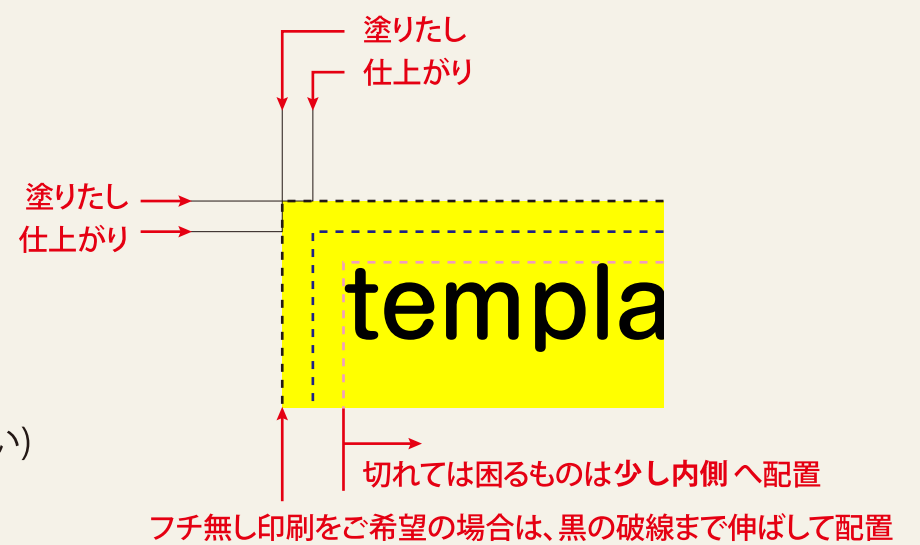 塗りたし
仕上がり
塗りたし
仕上がり
templa
い)
切れては困るものは少し内側 へ配置
フチ無し印刷をご希望の場合は、黒の破線まで伸ばして配置